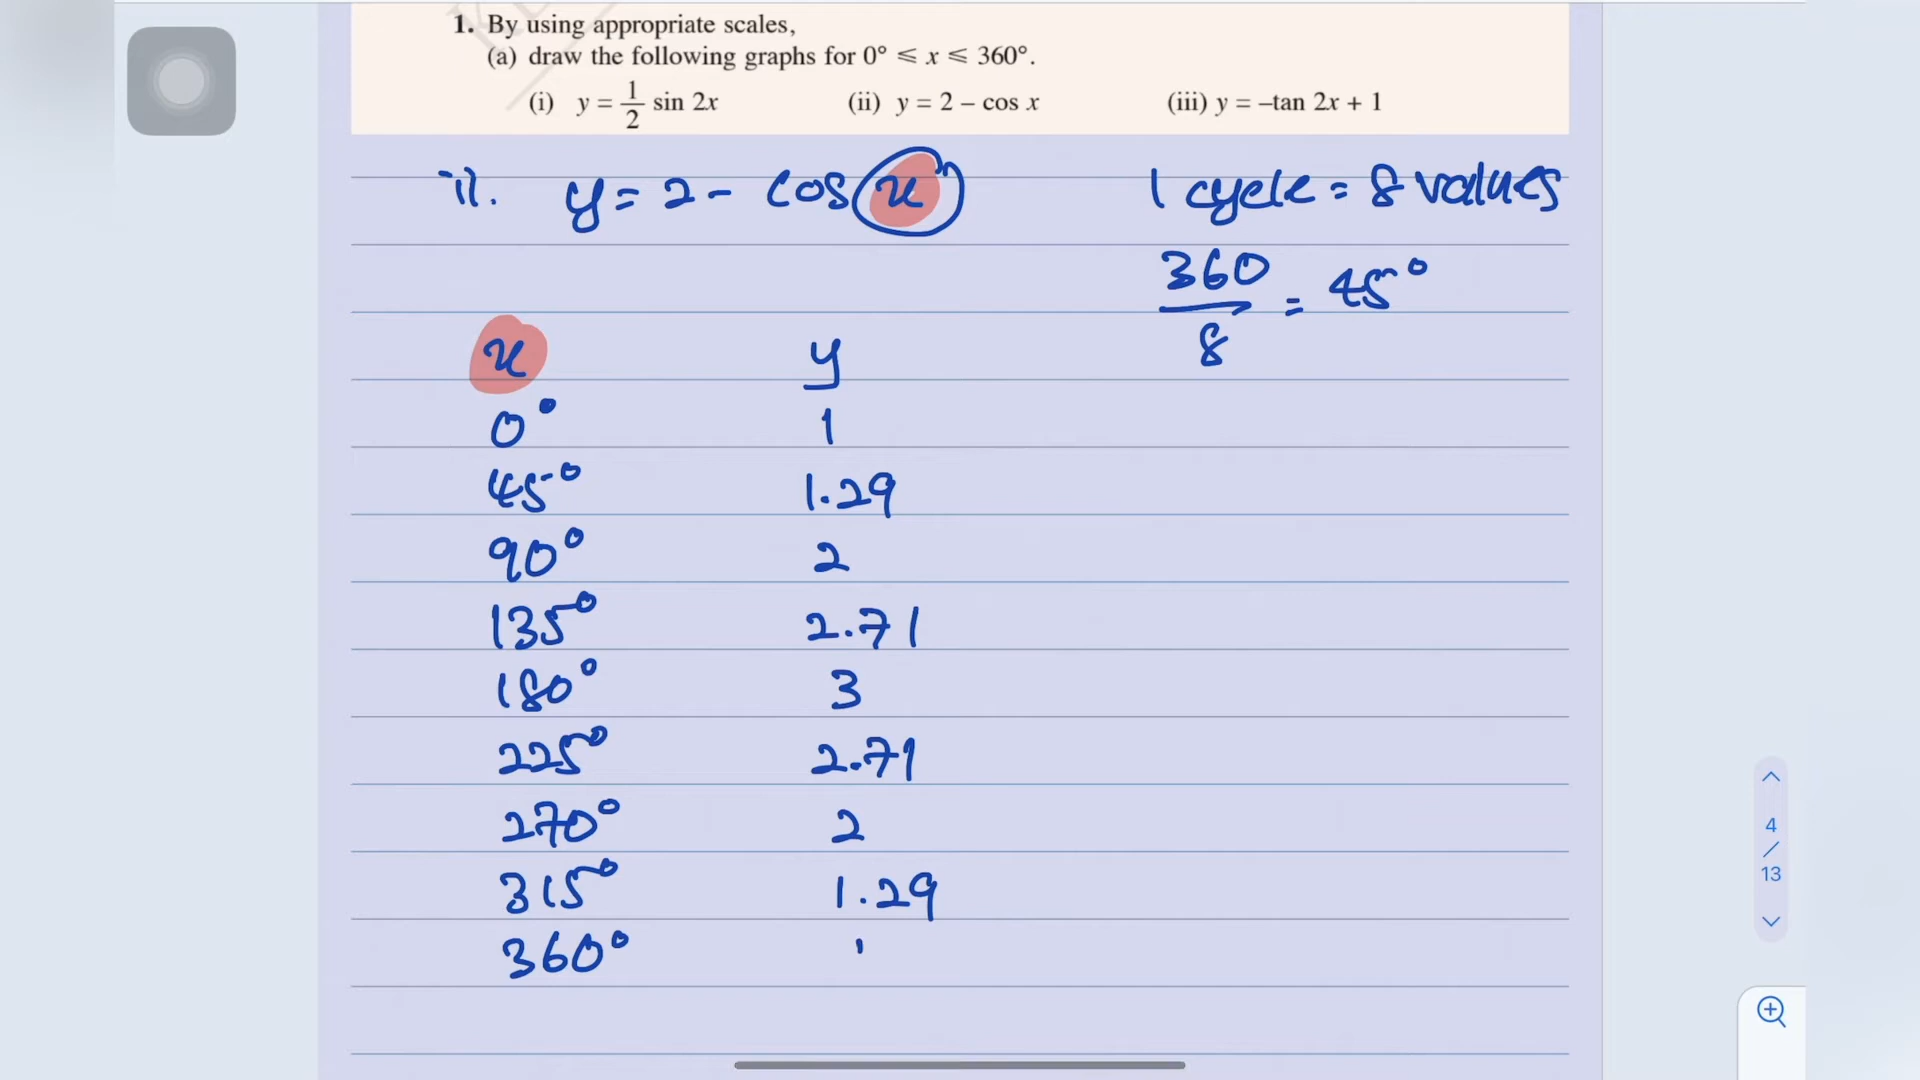 1. By using appropriate scales,
(a) draw the following graphs for 0° ⩽ x ⩽ 360°.
(i) y = 1/2 sin 2x (ii) y = 2 – cos x (iii) y = –tan 2x + 1
ii. y = 2 - cos(x) 1 cycle = 8 values
360/8 = 45°
x y
0° 1
45° 1.29
90° 2
135° 2.71
180° 3
225° 2.71
270° 2
315° 1.29
360°
4
/
13